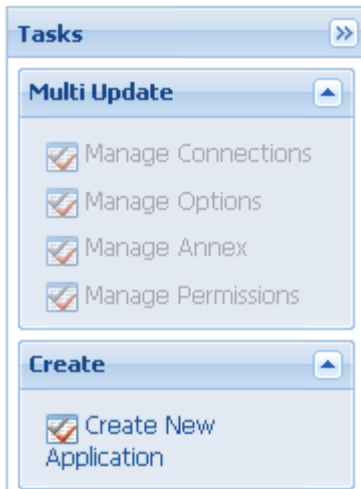 Tasks
Multi Update
Manage Connections
Manage Options
Manage Annex
Manage Permissions
Create
Create New
Application